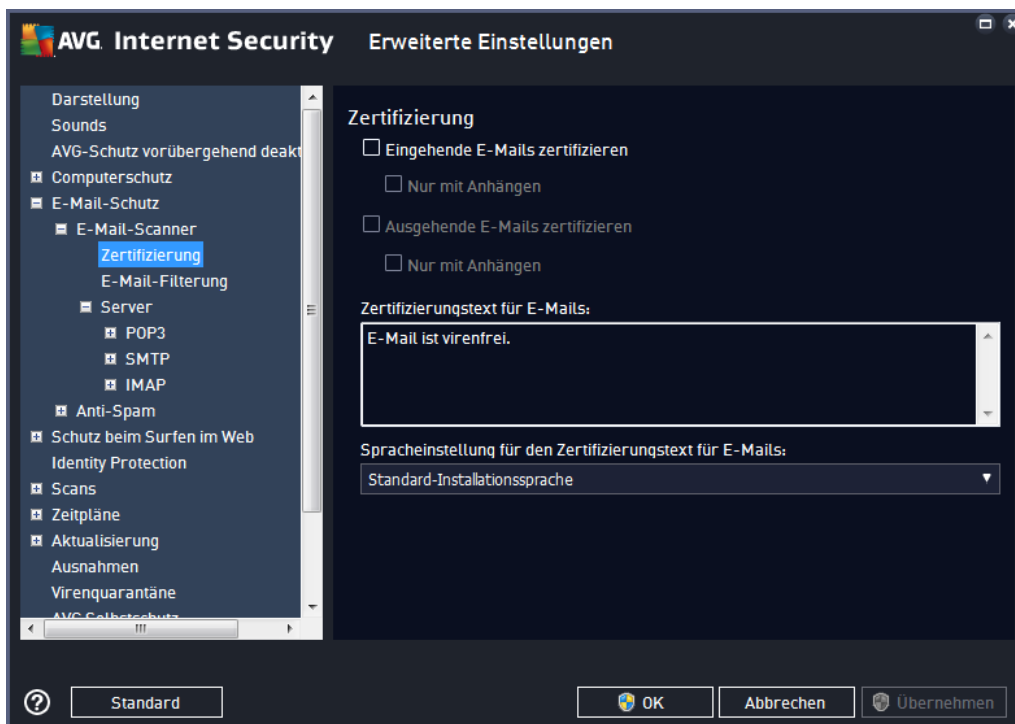 AVG Internet Security Erweiterte Einstellungen
Darstellung
Sounds
AVG-Schutz vorübergehend deakt
Computerschutz
E-Mail-Schutz
E-Mail-Scanner
Zertifizierung
E-Mail-Filterung
Server
POP3
SMTP
IMAP
Anti-Spam
Schutz beim Surfen im Web
Identity Protection
Scans
Zeitpläne
Aktualisierung
Ausnahmen
Virenquarantäne
AVG Selbstschutz
Zertifizierung
Eingehende E-Mails zertifizieren
Nur mit Anhängen
Ausgehende E-Mails zertifizieren
Nur mit Anhängen
Zertifizierungstext für E-Mails:
E-Mail ist virenfrei.
Spracheinstellung für den Zertifizierungstext für E-Mails:
Standard-Installationssprache
? Standard OK Abbrechen Übernehmen